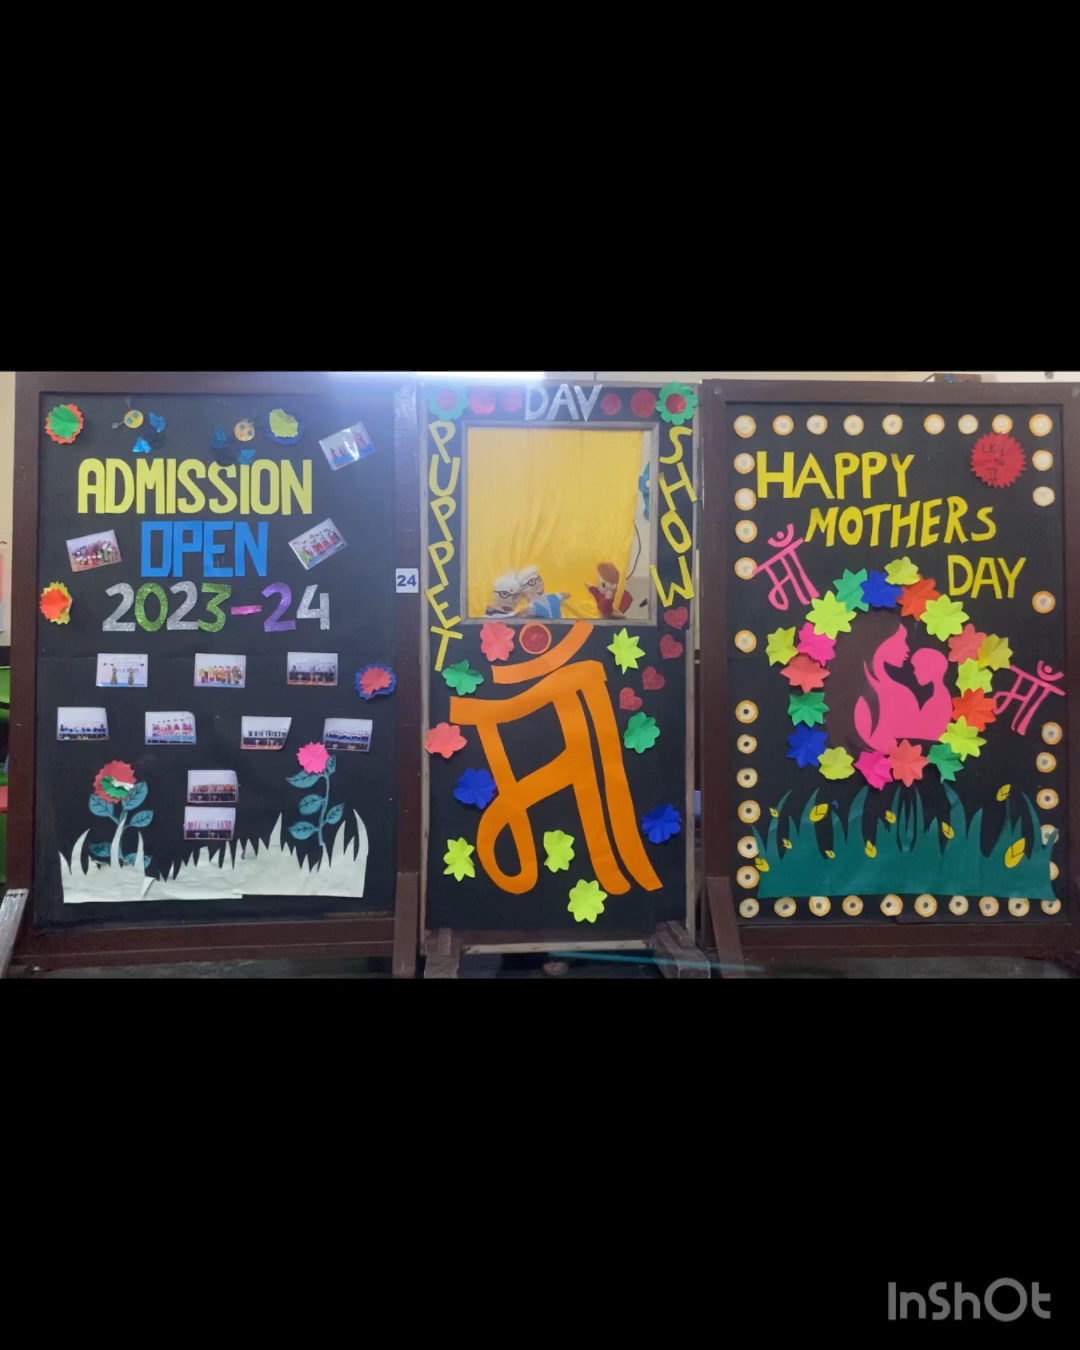 ADMISSION
OPEN
2023-24
24
DAV
PUPPET
SHOW
माँ
HAPPY
MOTHERS
DAY
माँ
माँ
InShOt